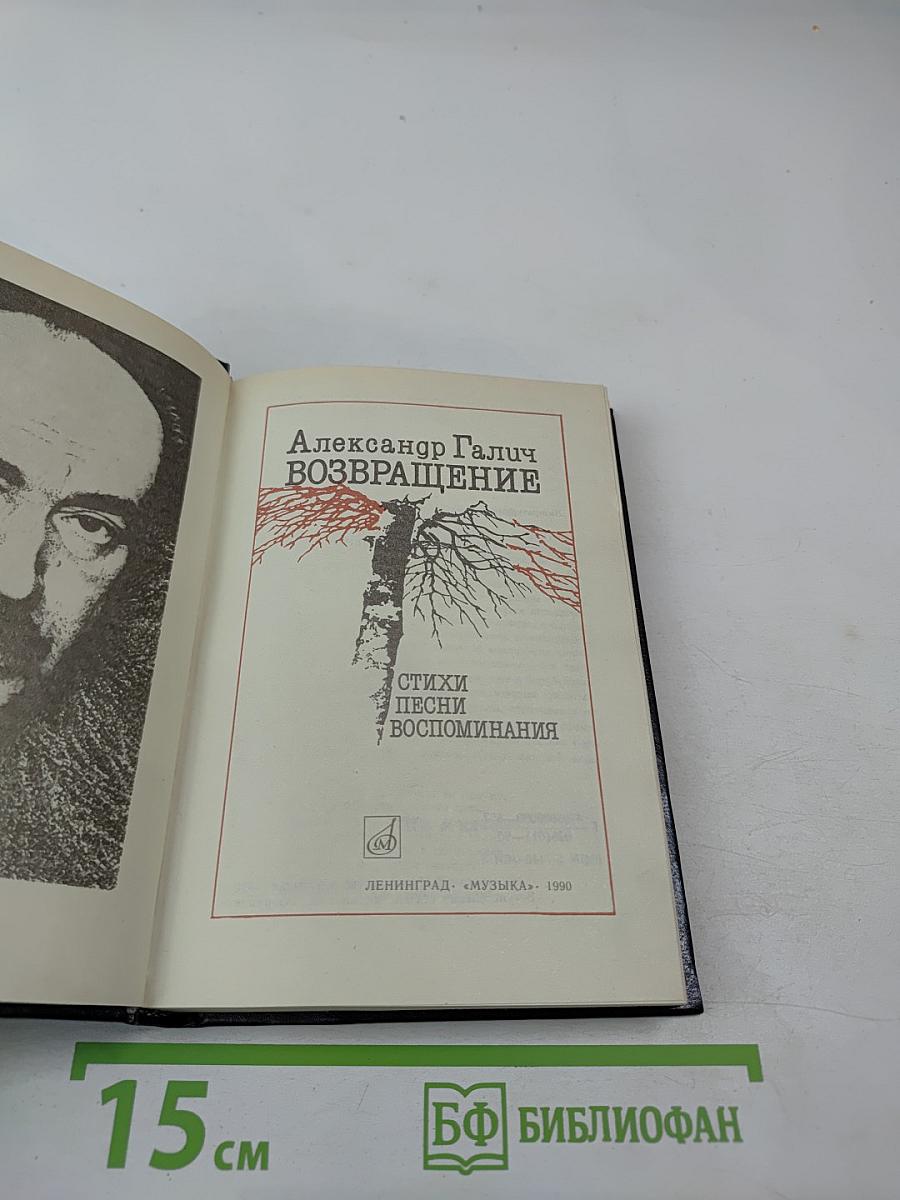 Александр Галич
ВОЗВРАЩЕНИЕ
СТИХИ
ПЕСНИ
ВОСПОМИНАНИЯ
М
ЛЕНИНГРАД· «МУЗЫКА»· 1990
15 см
БФ БИБЛИОФАН